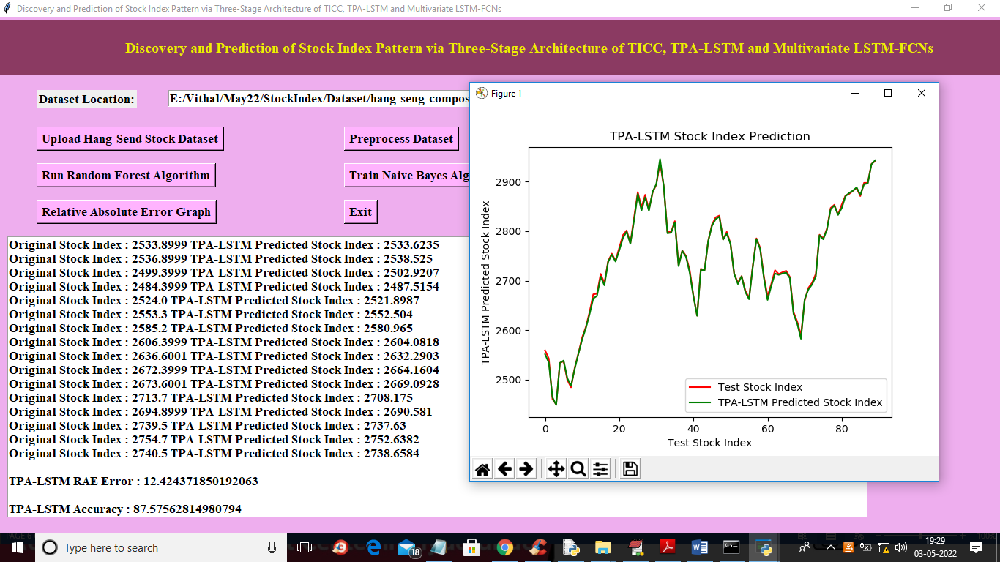 Discovery and Prediction of Stock Index Pattern via Three-Stage Architecture of TICC, TPA-LSTM and Multivariate LSTM-FCNs
Discovery and Prediction of Stock Index Pattern via Three-Stage Architecture of TICC, TPA-LSTM and Multivariate LSTM-FCNs
Dataset Location:
E:/Vithal/May22/StockIndex/Dataset/hang-seng-compos
Upload Hang-Send Stock Dataset
Preprocess Dataset
Run Random Forest Algorithm
Train Naive Bayes Alg
Relative Absolute Error Graph
Exit
Original Stock Index : 2533.8999 TPA-LSTM Predicted Stock Index : 2533.6235
Original Stock Index : 2536.8999 TPA-LSTM Predicted Stock Index : 2538.525
Original Stock Index : 2499.3999 TPA-LSTM Predicted Stock Index : 2502.9207
Original Stock Index : 2484.3999 TPA-LSTM Predicted Stock Index : 2487.5154
Original Stock Index : 2524.0 TPA-LSTM Predicted Stock Index : 2521.8987
Original Stock Index : 2553.3 TPA-LSTM Predicted Stock Index : 2552.504
Original Stock Index : 2585.2 TPA-LSTM Predicted Stock Index : 2580.965
Original Stock Index : 2606.3999 TPA-LSTM Predicted Stock Index : 2604.0818
Original Stock Index : 2636.6001 TPA-LSTM Predicted Stock Index : 2632.2903
Original Stock Index : 2672.3999 TPA-LSTM Predicted Stock Index : 2664.1604
Original Stock Index : 2673.6001 TPA-LSTM Predicted Stock Index : 2669.0928
Original Stock Index : 2713.7 TPA-LSTM Predicted Stock Index : 2708.175
Original Stock Index : 2694.8999 TPA-LSTM Predicted Stock Index : 2690.581
Original Stock Index : 2739.5 TPA-LSTM Predicted Stock Index : 2737.63
Original Stock Index : 2754.7 TPA-LSTM Predicted Stock Index : 2752.6382
Original Stock Index : 2740.5 TPA-LSTM Predicted Stock Index : 2738.6584
TPA-LSTM RAE Error : 12.424371850192063
TPA-LSTM Accuracy : 87.57562814980794
Figure 1
TPA-LSTM Stock Index Prediction
TPA-LSTM Predicted Stock Index
2900
2800
2700
2600
2500
Test Stock Index
TPA-LSTM Predicted Stock Index
0 20 40 60 80
Test Stock Index
Type here to search
18
19:29
03-05-2022
100%